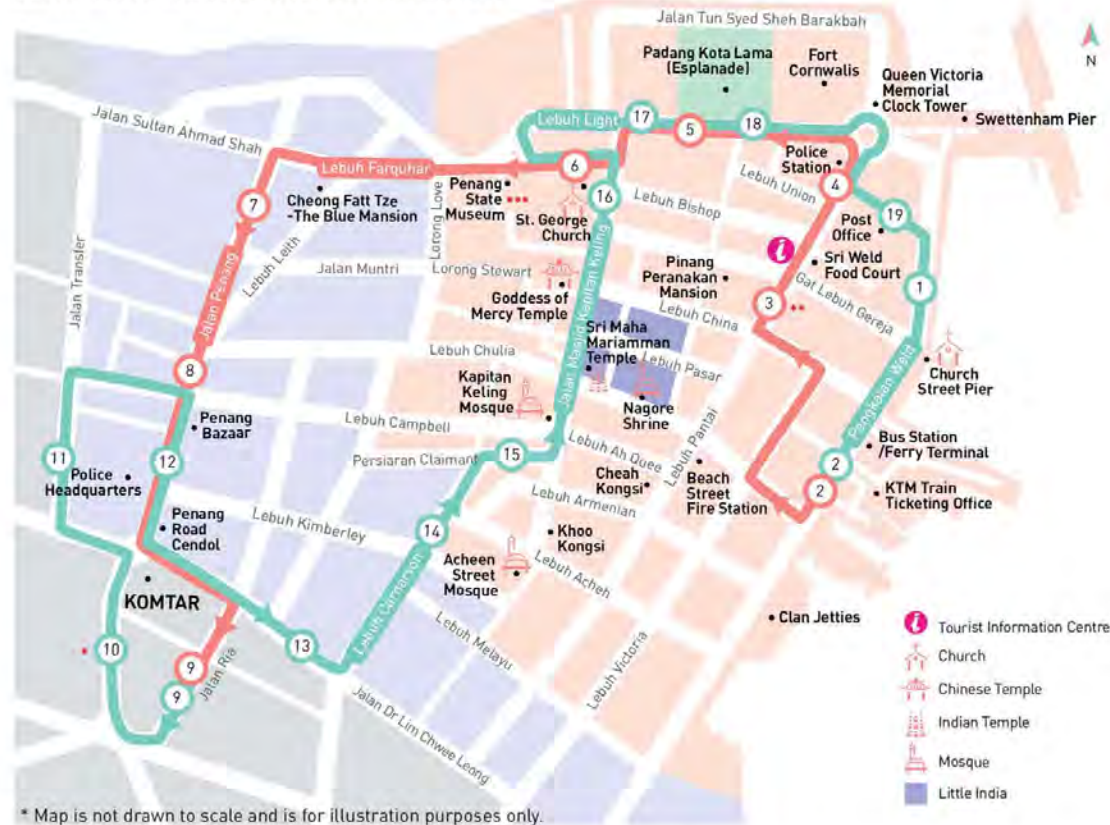 Jalan Tun Syed Sheh Barakbah
N
Padang Kota Lama
(Esplanade)
Fort
Cornwalis
Queen Victoria
Memorial
Clock Tower
Swettenham Pier
Jalan Sultan Ahmad Shah
Lebuh Light
17
5
18
Police
Station
4
Lebuh Union
Lebuh Farquhar
6
7
Cheong Fatt Tze
-The Blue Mansion
Lorong Love
Penang
State
Museum
St. George
Church
16
Lebuh Bishop
19
Post
Office
i
Sri Weld
Food Court
Gat Lebuh Gereja
1
Jalan Transfer
Jalan Penang
Lebuh Leith
Jalan Muntri
Lorong Stewart
Goddess of
Mercy Temple
Jalan Masjid Kapitan Keling
Pinang
Peranakan
Mansion
3
Lebuh China
Sri Maha
Mariamman
Temple
Lebuh Pasar
Church
Street Pier
Pangkalan Weld
Lebuh Chulia
8
Kapitan
Keling
Mosque
Nagore
Shrine
Penang
Bazaar
Lebuh Campbell
Lebuh Pantai
Bus Station
/Ferry Terminal
11
12
Persiaran Claimant
15
Lebuh Ah Quee
2
2
Police
Headquarters
Cheah
Kongsi
Beach
Street
Fire Station
KTM Train
Ticketing Office
Penang
Road
Cendol
Lebuh Kimberley
14
Lebuh Armenian
Khoo
Kongsi
Acheen
Street
Mosque
Lebuh Acheh
KOMTAR
Lebuh Carnarvon
Clan Jetties
10
9
9
Jalan Ria
13
Lebuh Melayu
Lebuh Victoria
Jalan Dr Lim Chwee Leong
i
Tourist Information Centre
Church
Chinese Temple
Indian Temple
Mosque
Little India
* Map is not drawn to scale and is for illustration purposes only.